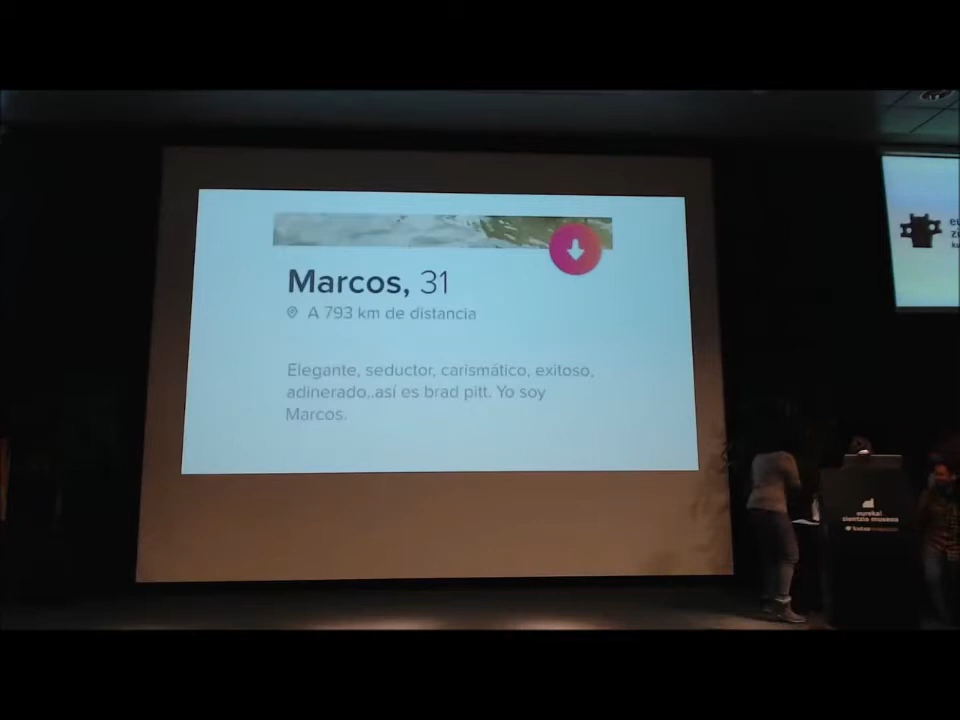 Marcos, 31
A 793 km de distancia
Elegante, seductor, carismático, exitoso,
adinerado..así es brad pitt. Yo soy
Marcos.
eureka!
zientzia museoa